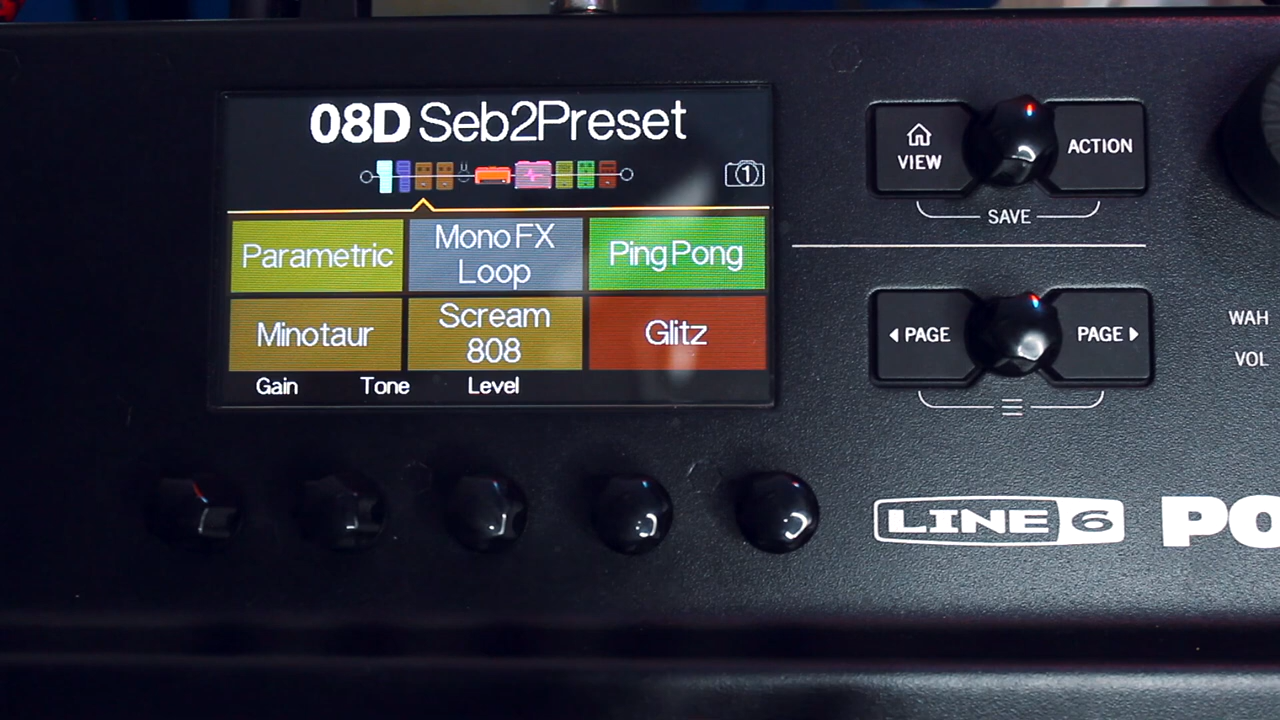 08D Seb2Preset
1
Parametric
Mono FX
Loop
Ping Pong
Minotaur
Scream
808
Glitz
Gain Tone Level
VIEW
ACTION
SAVE
PAGE
PAGE
WAH
VOL
LINE 6
PO